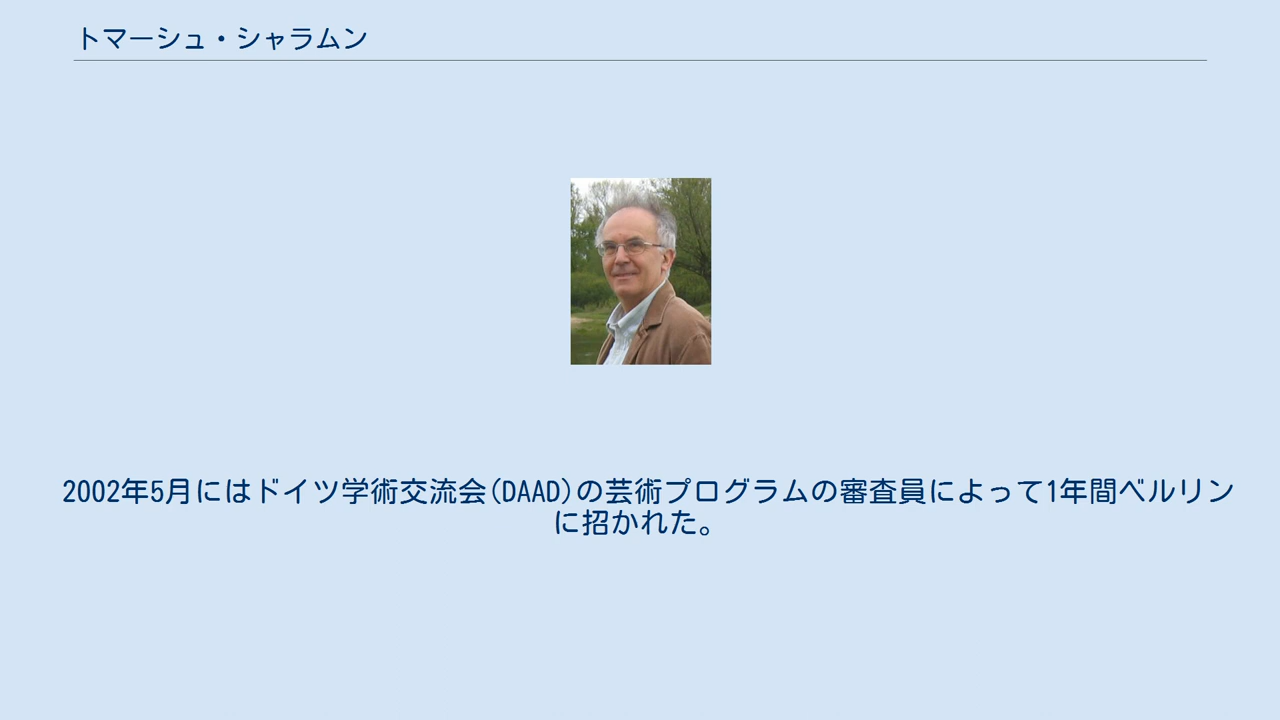 トマーシュ・シャラムン
2002年5月にはドイツ学術交流会(DAAD)の芸術プログラムの審査員によって1年間ベルリン
に招かれた。